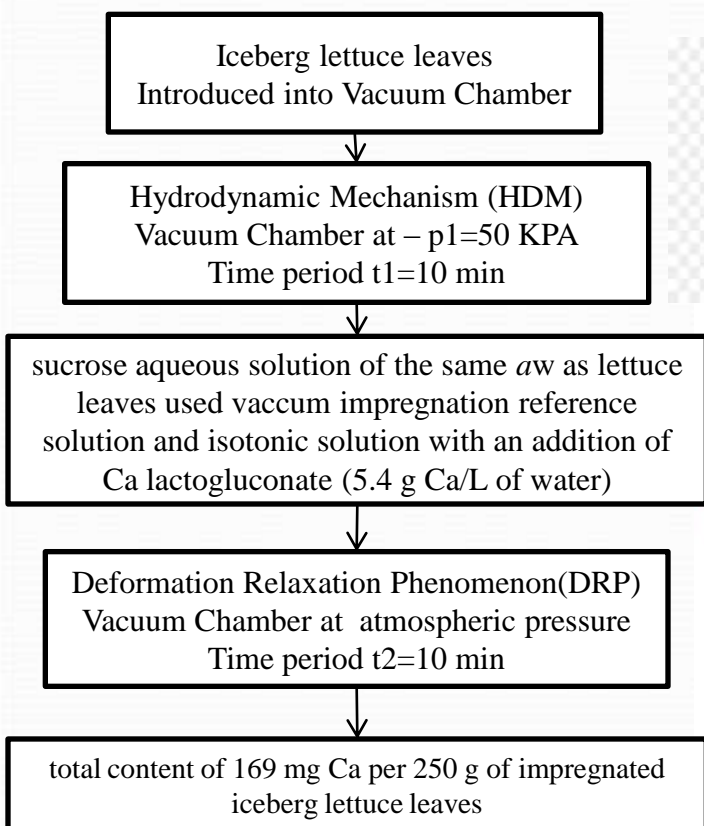 Iceberg lettuce leaves
Introduced into Vacuum Chamber
Hydrodynamic Mechanism (HDM)
Vacuum Chamber at – p1=50 KPA
Time period t1=10 min
sucrose aqueous solution of the same aw as lettuce
leaves used vaccum impregnation reference
solution and isotonic solution with an addition of
Ca lactogluconate (5.4 g Ca/L of water)
Deformation Relaxation Phenomenon(DRP)
Vacuum Chamber at atmospheric pressure
Time period t2=10 min
total content of 169 mg Ca per 250 g of impregnated
iceberg lettuce leaves